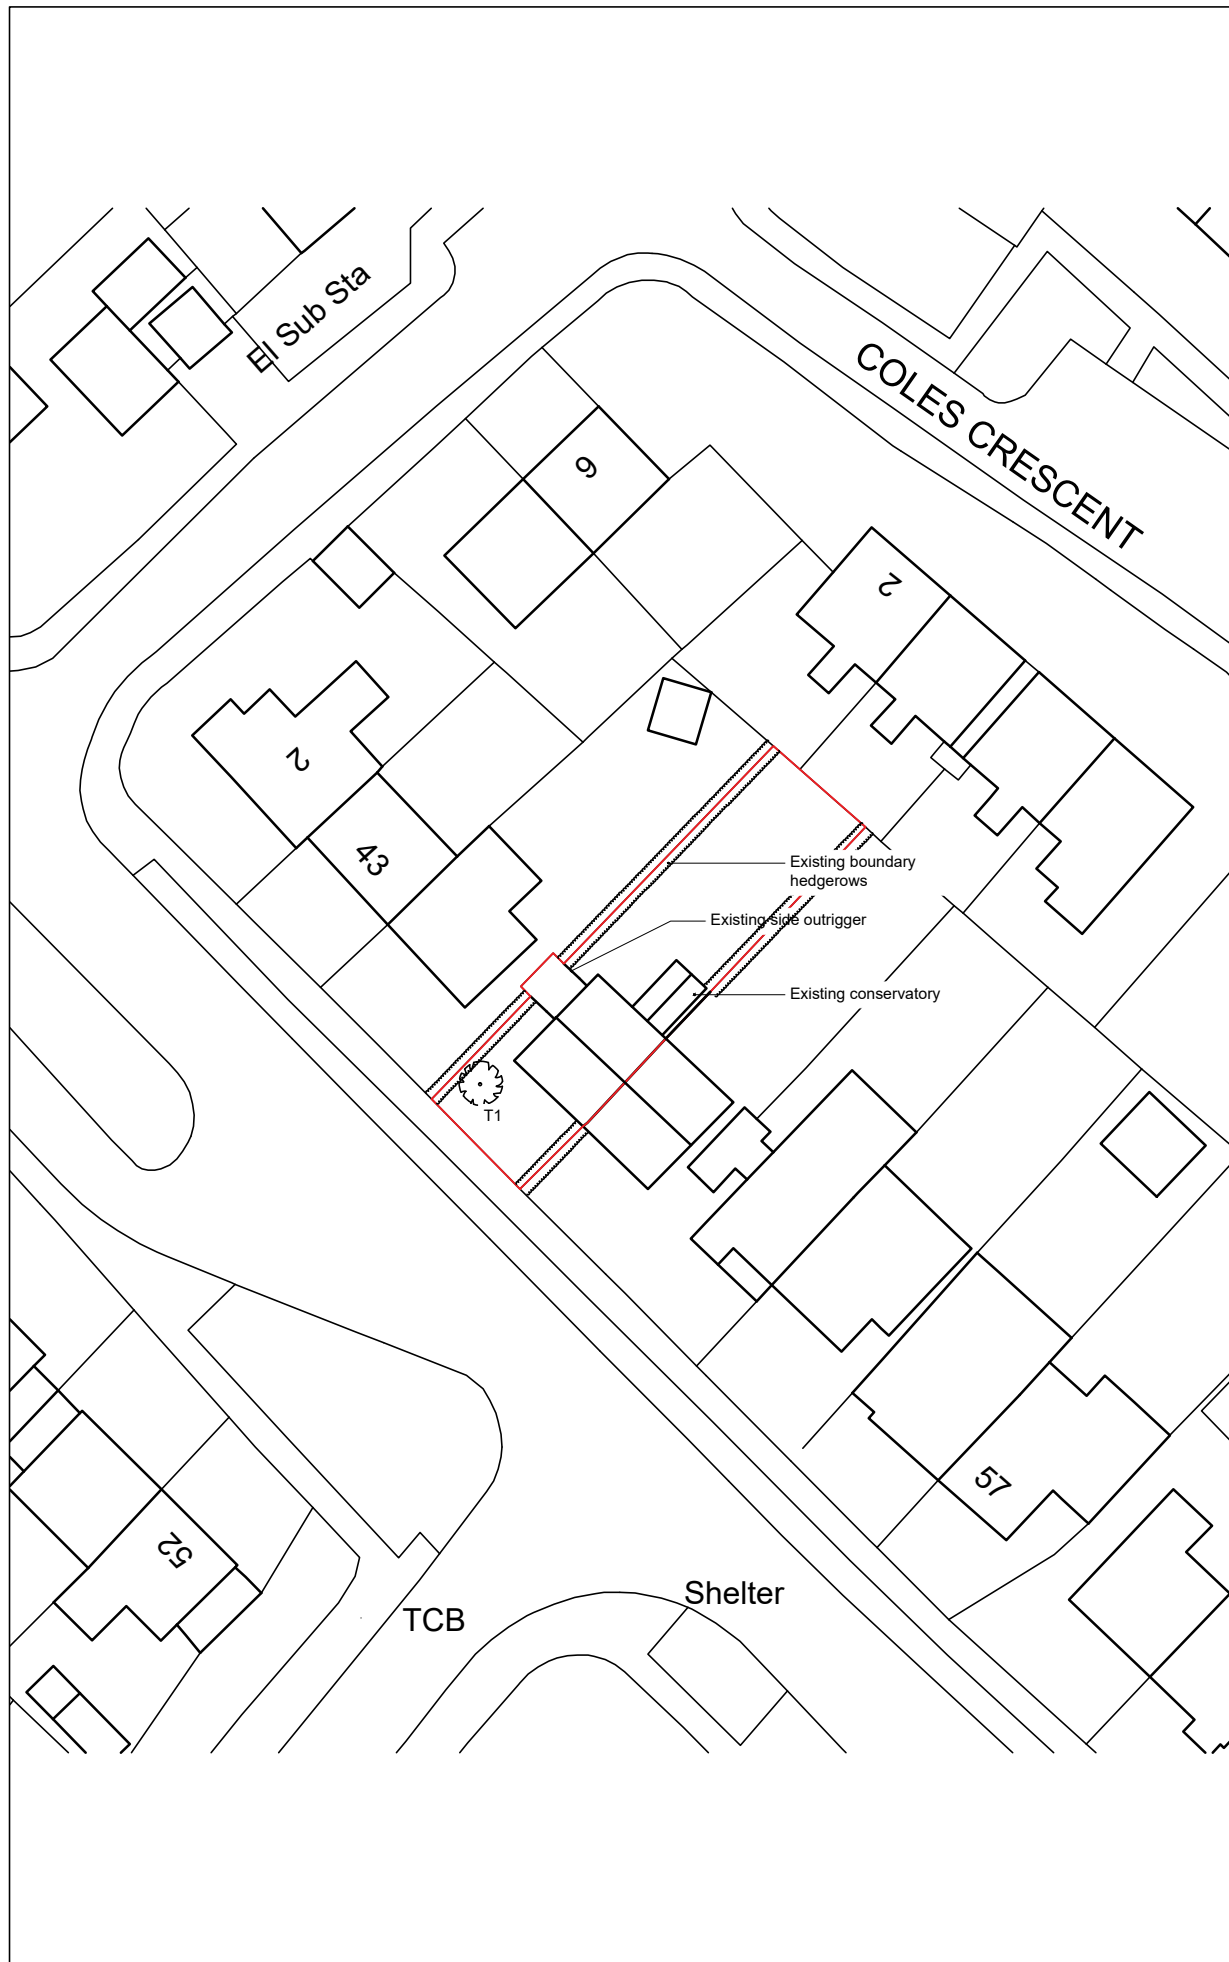 El Sub Sta
COLES CRESCENT
9
2
2
43
Existing boundary
hedgerows
Existing side outrigger
Existing conservatory
T1
57
52
Shelter
TCB